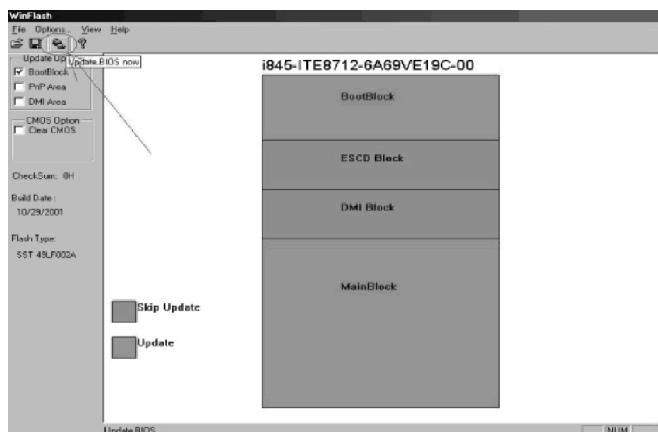 WinFlash
File Options.. View Help
Update BIOS now
BootBlock
PnP Area
DMI Area
CMOS Option
Clear CMOS
CheckSum: 0H
Build Date :
10/29/2001
Flash Type:
SST 49LF002A
i845-ITE8712-6A69VE19C-00
BootBlock
ESCD Block
DMI Block
MainBlock
Skip Update
Update
Update BIOS
NUM